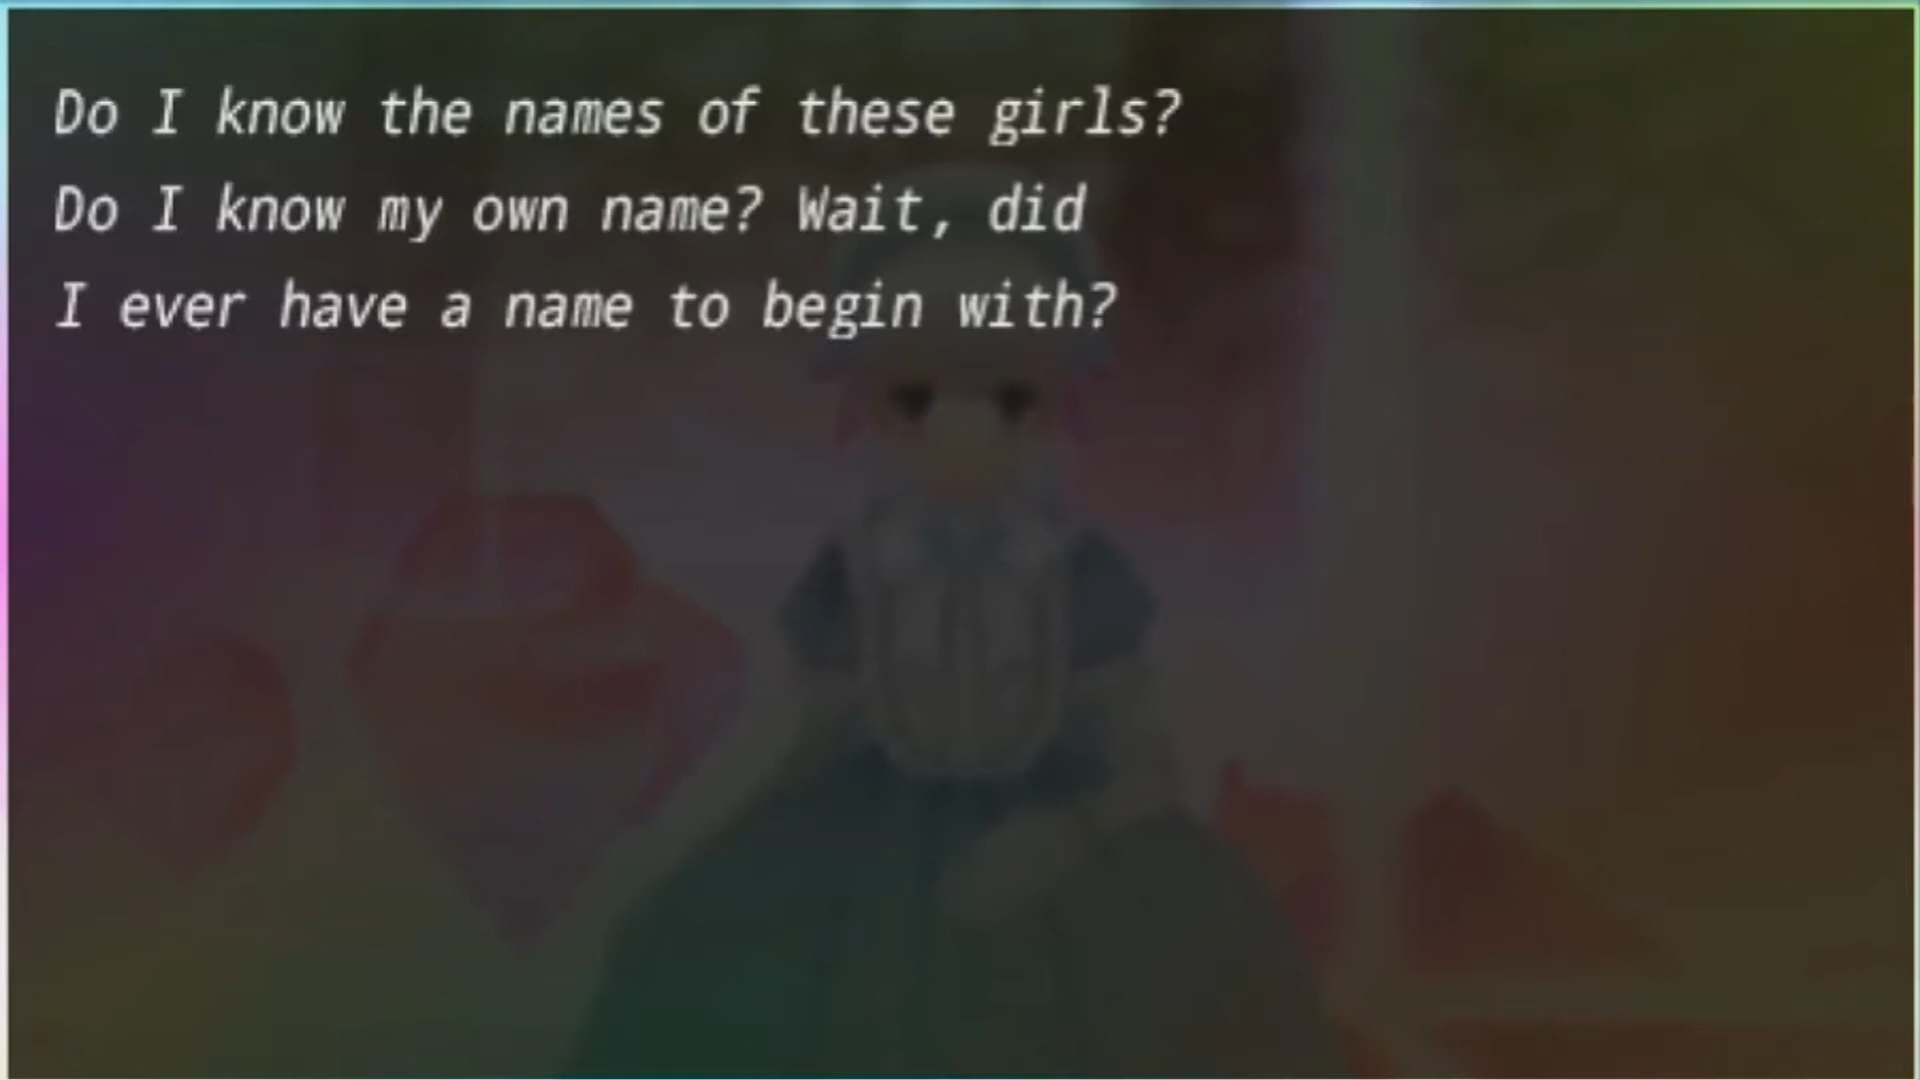 Do I know the names of these girls?
Do I know my own name? Wait, did
I ever have a name to begin with?